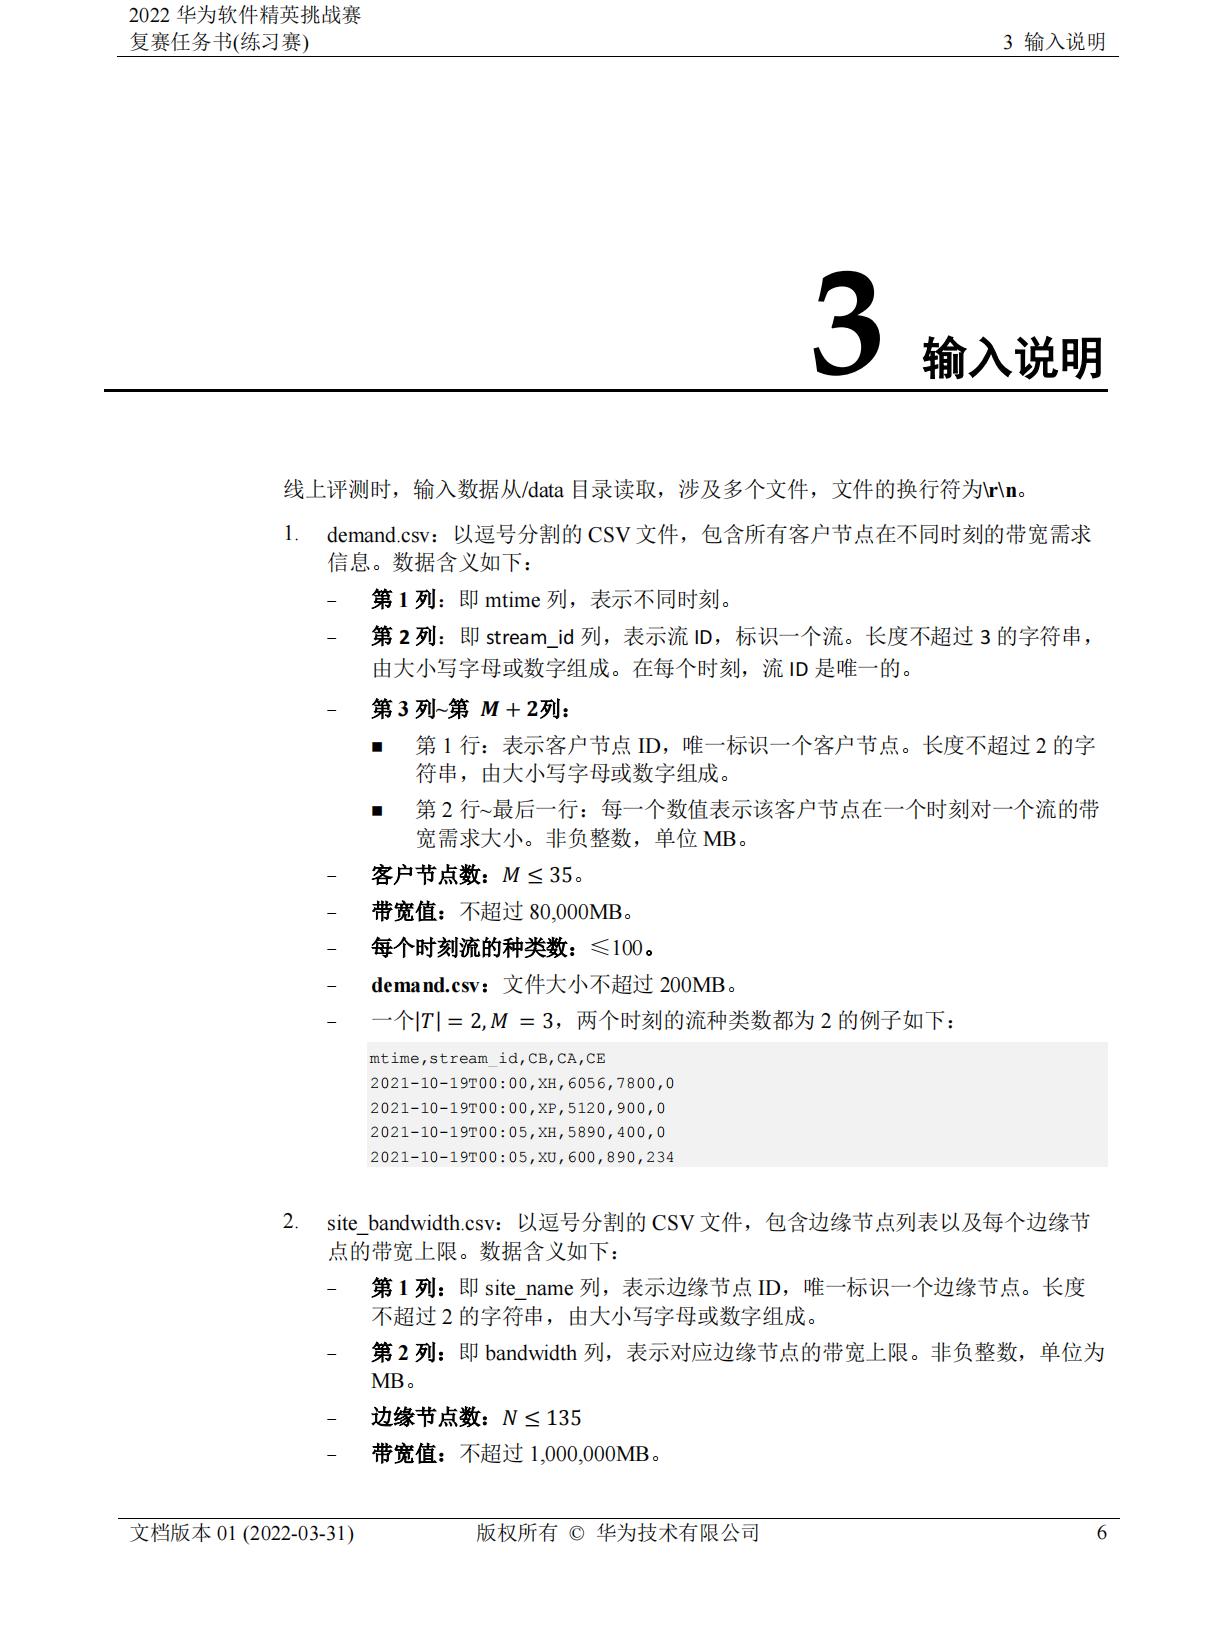 2022 华为软件精英挑战赛
复赛任务书(练习赛)
3 输入说明
3 输入说明
线上评测时，输入数据从/data 目录读取，涉及多个文件，文件的换行符为\r\n。
1. demand.csv：以逗号分割的 CSV 文件，包含所有客户节点在不同时刻的带宽需求
信息。数据含义如下：
– 第 1 列：即 mtime 列，表示不同时刻。
– 第 2 列：即 stream_id 列，表示流 ID，标识一个流。长度不超过 3 的字符串，
由大小写字母或数字组成。在每个时刻，流 ID 是唯一的。
– 第 3 列~第 M + 2列：
■ 第 1 行：表示客户节点 ID，唯一标识一个客户节点。长度不超过 2 的字
符串，由大小写字母或数字组成。
■ 第 2 行~最后一行：每一个数值表示该客户节点在一个时刻对一个流的带
宽需求大小。非负整数，单位 MB。
– 客户节点数：M ≤ 35。
– 带宽值：不超过 80,000MB。
– 每个时刻流的种类数：≤100。
– demand.csv：文件大小不超过 200MB。
– 一个|T| = 2, M = 3，两个时刻的流种类数都为 2 的例子如下：
mtime,stream_id,CB,CA,CE
2021-10-19T00:00,XH,6056,7800,0
2021-10-19T00:00,XP,5120,900,0
2021-10-19T00:05,XH,5890,400,0
2021-10-19T00:05,XU,600,890,234
2. site_bandwidth.csv：以逗号分割的 CSV 文件，包含边缘节点列表以及每个边缘节
点的带宽上限。数据含义如下：
– 第 1 列：即 site_name 列，表示边缘节点 ID，唯一标识一个边缘节点。长度
不超过 2 的字符串，由大小写字母或数字组成。
– 第 2 列：即 bandwidth 列，表示对应边缘节点的带宽上限。非负整数，单位为
MB。
– 边缘节点数：N ≤ 135
– 带宽值：不超过 1,000,000MB。
文档版本 01 (2022-03-31)
版权所有 © 华为技术有限公司
6